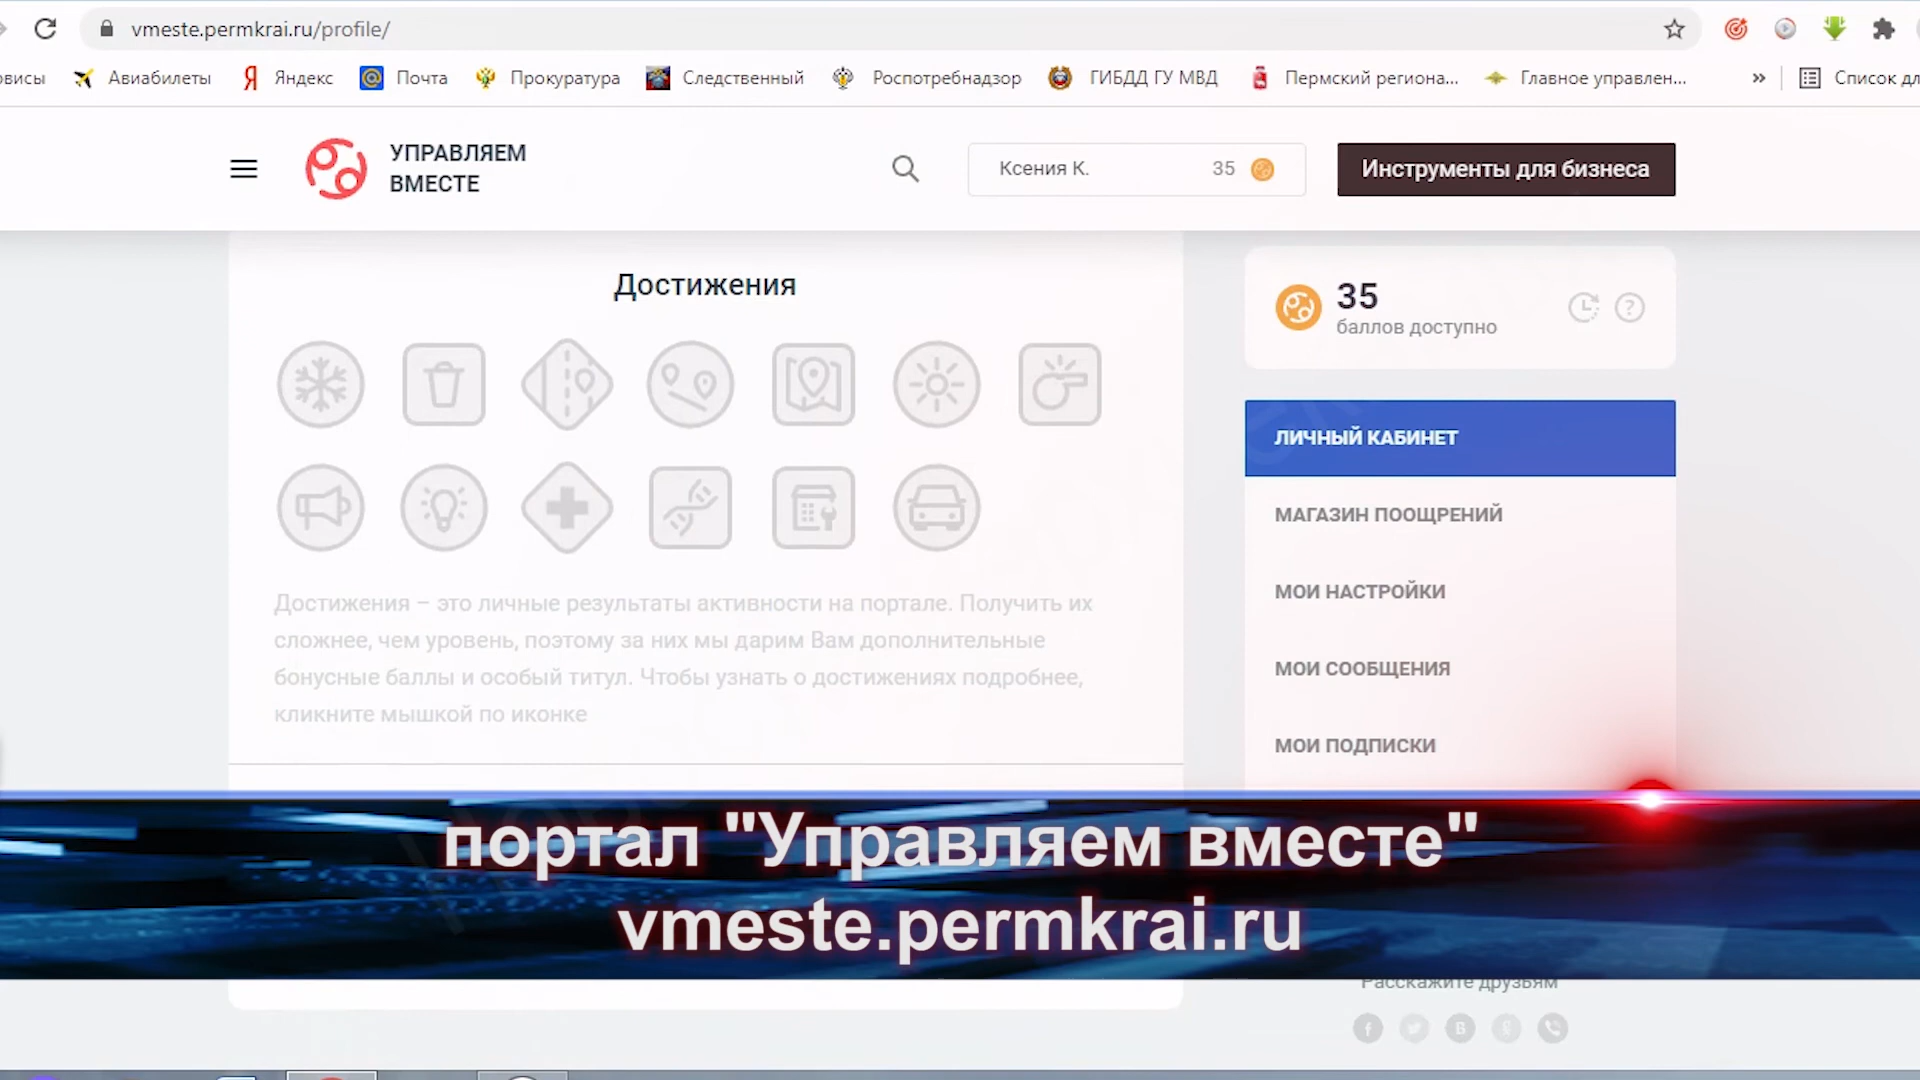 vmeste.permkrai.ru/profile/
рвисы
Авиабилеты
Яндекс
Почта
Прокуратура
Следственный
Роспотребнадзор
ГИБДД ГУ МВД
Пермский региона...
Главное управлен...
»
Список дл
УПРАВЛЯЕМ
ВМЕСТЕ
Ксения К.
35
Инструменты для бизнеса
Достижения
Достижения – это личные результаты активности на портале. Получить их
сложнее, чем уровень, поэтому за них мы дарим Вам дополнительные
бонусные баллы и особый титул. Чтобы узнать о достижениях подробнее,
кликните мышкой по иконке
35
баллов доступно
ЛИЧНЫЙ КАБИНЕТ
МАГАЗИН ПООЩРЕНИЙ
МОИ НАСТРОЙКИ
МОИ СООБЩЕНИЯ
МОИ ПОДПИСКИ
портал "Управляем вместе"
vmeste.permkrai.ru
Расскажите друзьям